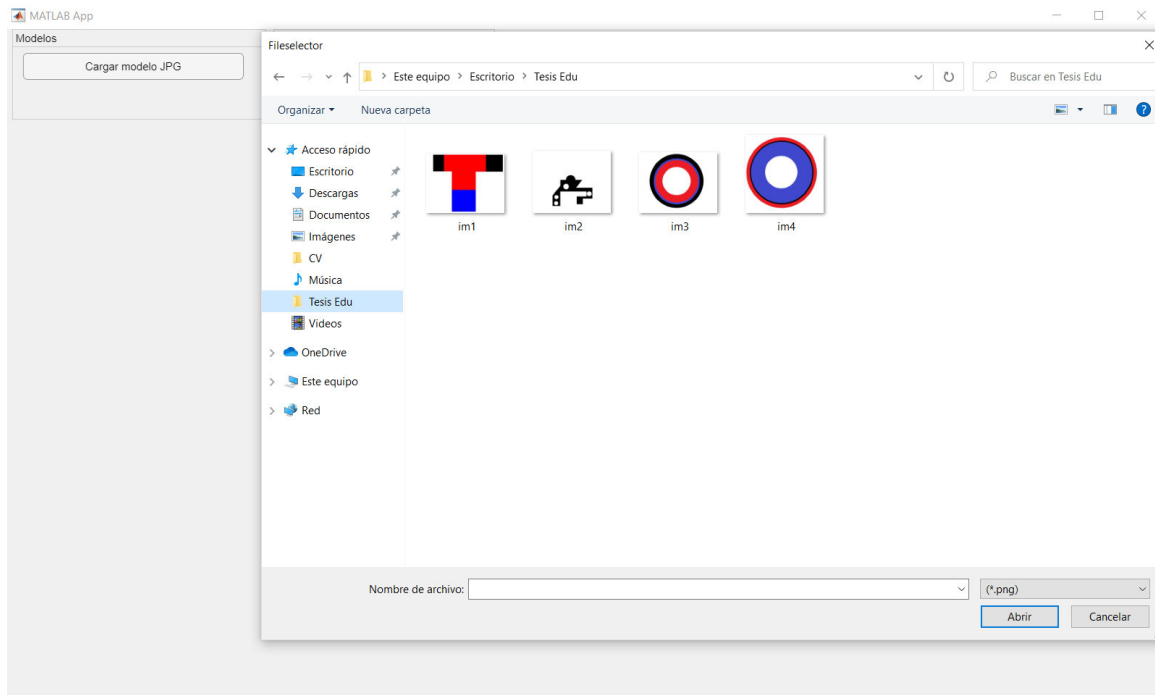 MATLAB App
Modelos
Cargar modelo JPG
Fileselector
Este equipo > Escritorio > Tesis Edu
Buscar en Tesis Edu
Organizar
Nueva carpeta
?
Acceso rápido
Escritorio
Descargas
Documentos
Imágenes
CV
Música
Tesis Edu
Videos
OneDrive
Este equipo
Red
im1
im2
im3
im4
Nombre de archivo:
(*.png)
Abrir
Cancelar